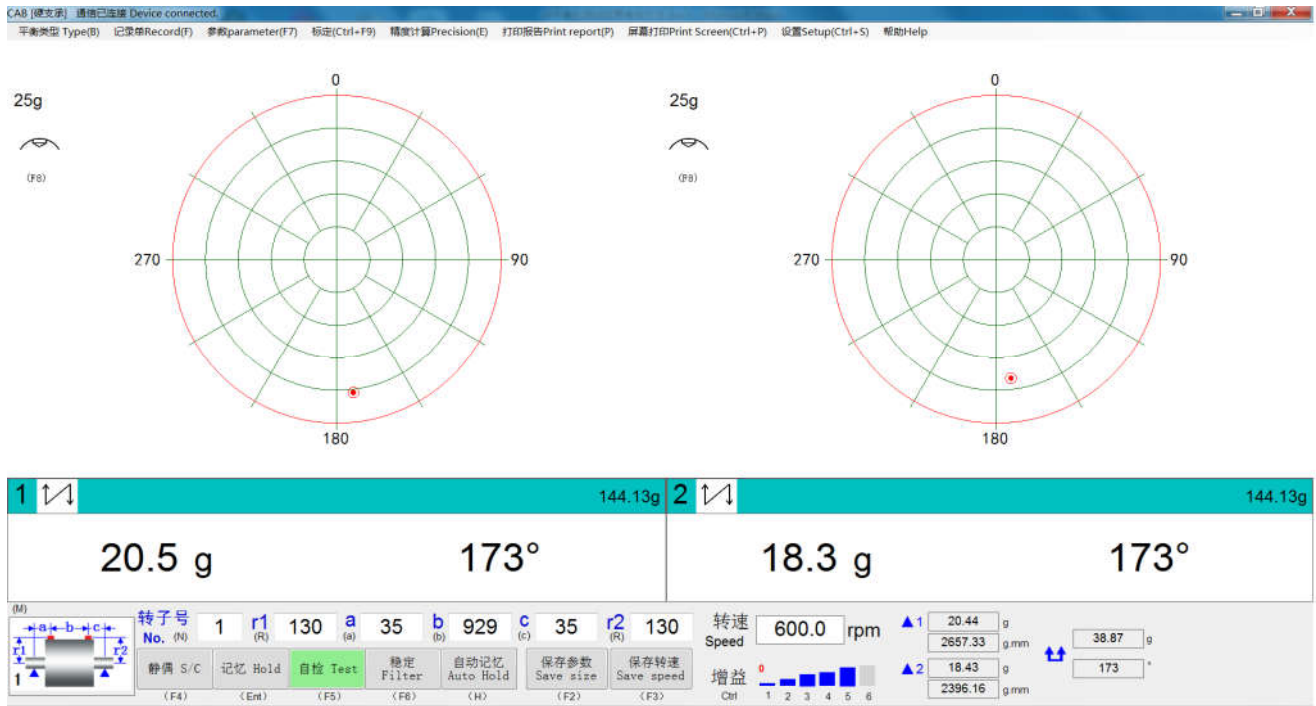 CAB [硬支承] 通信已连接 Device connected.
平衡类型 Type(B) 记录单Record(F) 参数parameter(F7) 标定(Ctrl+F9) 精度计算Precision(E) 打印报告Print report(P) 屏幕打印Print Screen(Ctrl+P) 设置Setup(Ctrl+S) 帮助Help
0 0
25g 25g
(F8) (F8)
270 90 270 90
180 180
1 144.13g 2 144.13g
20.5 g 173° 18.3 g 173°
(M)
a b c
r1 r2
1
转子号 No. (N) 1 r1 (R) 130 a (a) 35 b (b) 929 c (c) 35 r2 (R) 130
静偶 S/C 记忆 Hold 自检 Test 稳定 Filter 自动记忆 Auto Hold 保存参数 Save size 保存转速 Save speed
(F4) (Ent) (F5) (F6) (H) (F2) (F3)
转速 Speed 600.0 rpm
增益 Ctrl 0 1 2 3 4 5 6
1 20.44 g
2657.33 g.mm
2 18.43 g
2396.16 g.mm
38.87 g
173 °